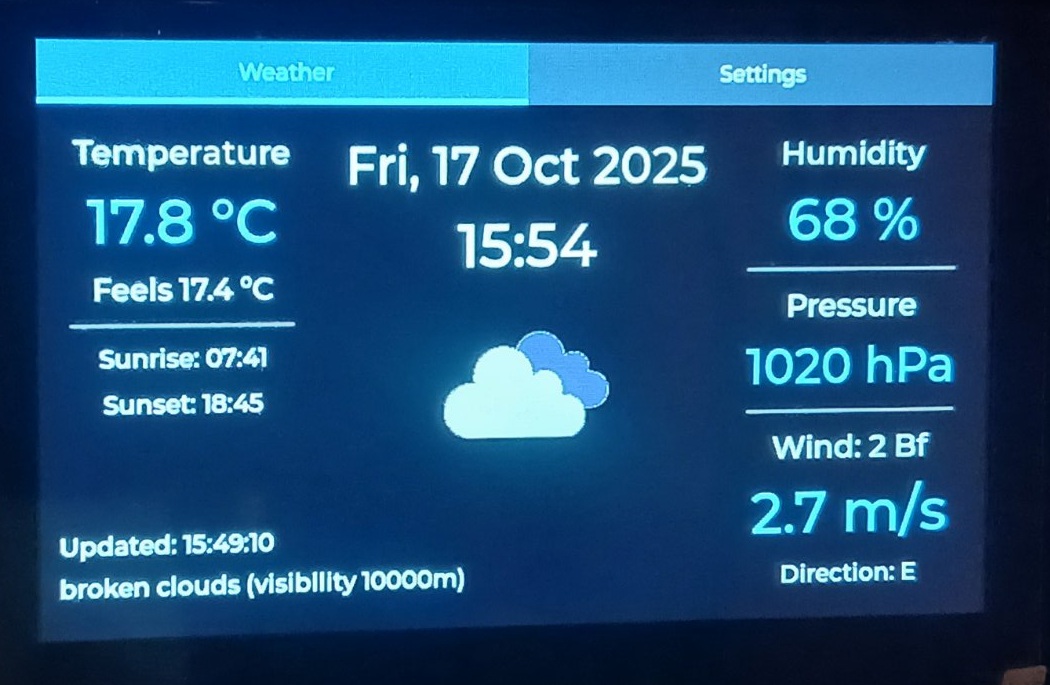 Weather
Settings
Temperature
17.8 °C
Feels 17.4 °C
Sunrise: 07:41
Sunset: 18:45
Fri, 17 Oct 2025
15:54
Humidity
68 %
Pressure
1020 hPa
Wind: 2 Bf
2.7 m/s
Direction: E
Updated: 15:49:10
broken clouds (visibility 10000m)